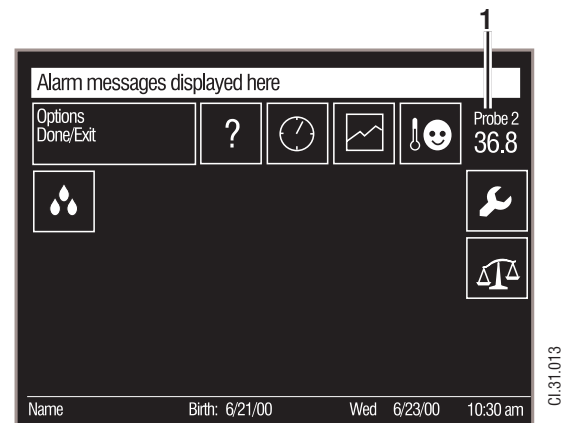 1
Alarm messages displayed here
Options
Done/Exit
?
Probe 2
36.8
Name Birth: 6/21/00 Wed 6/23/00 10:30 am
CI.31.013